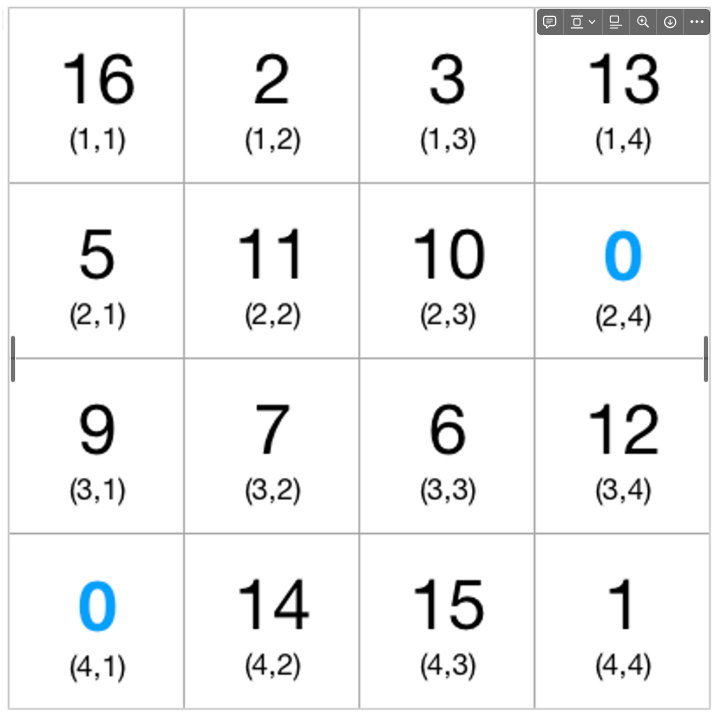 16 2 3 13
(1,1) (1,2) (1,3) (1,4)
5 11 10 0
(2,1) (2,2) (2,3) (2,4)
9 7 6 12
(3,1) (3,2) (3,3) (3,4)
0 14 15 1
(4,1) (4,2) (4,3) (4,4)